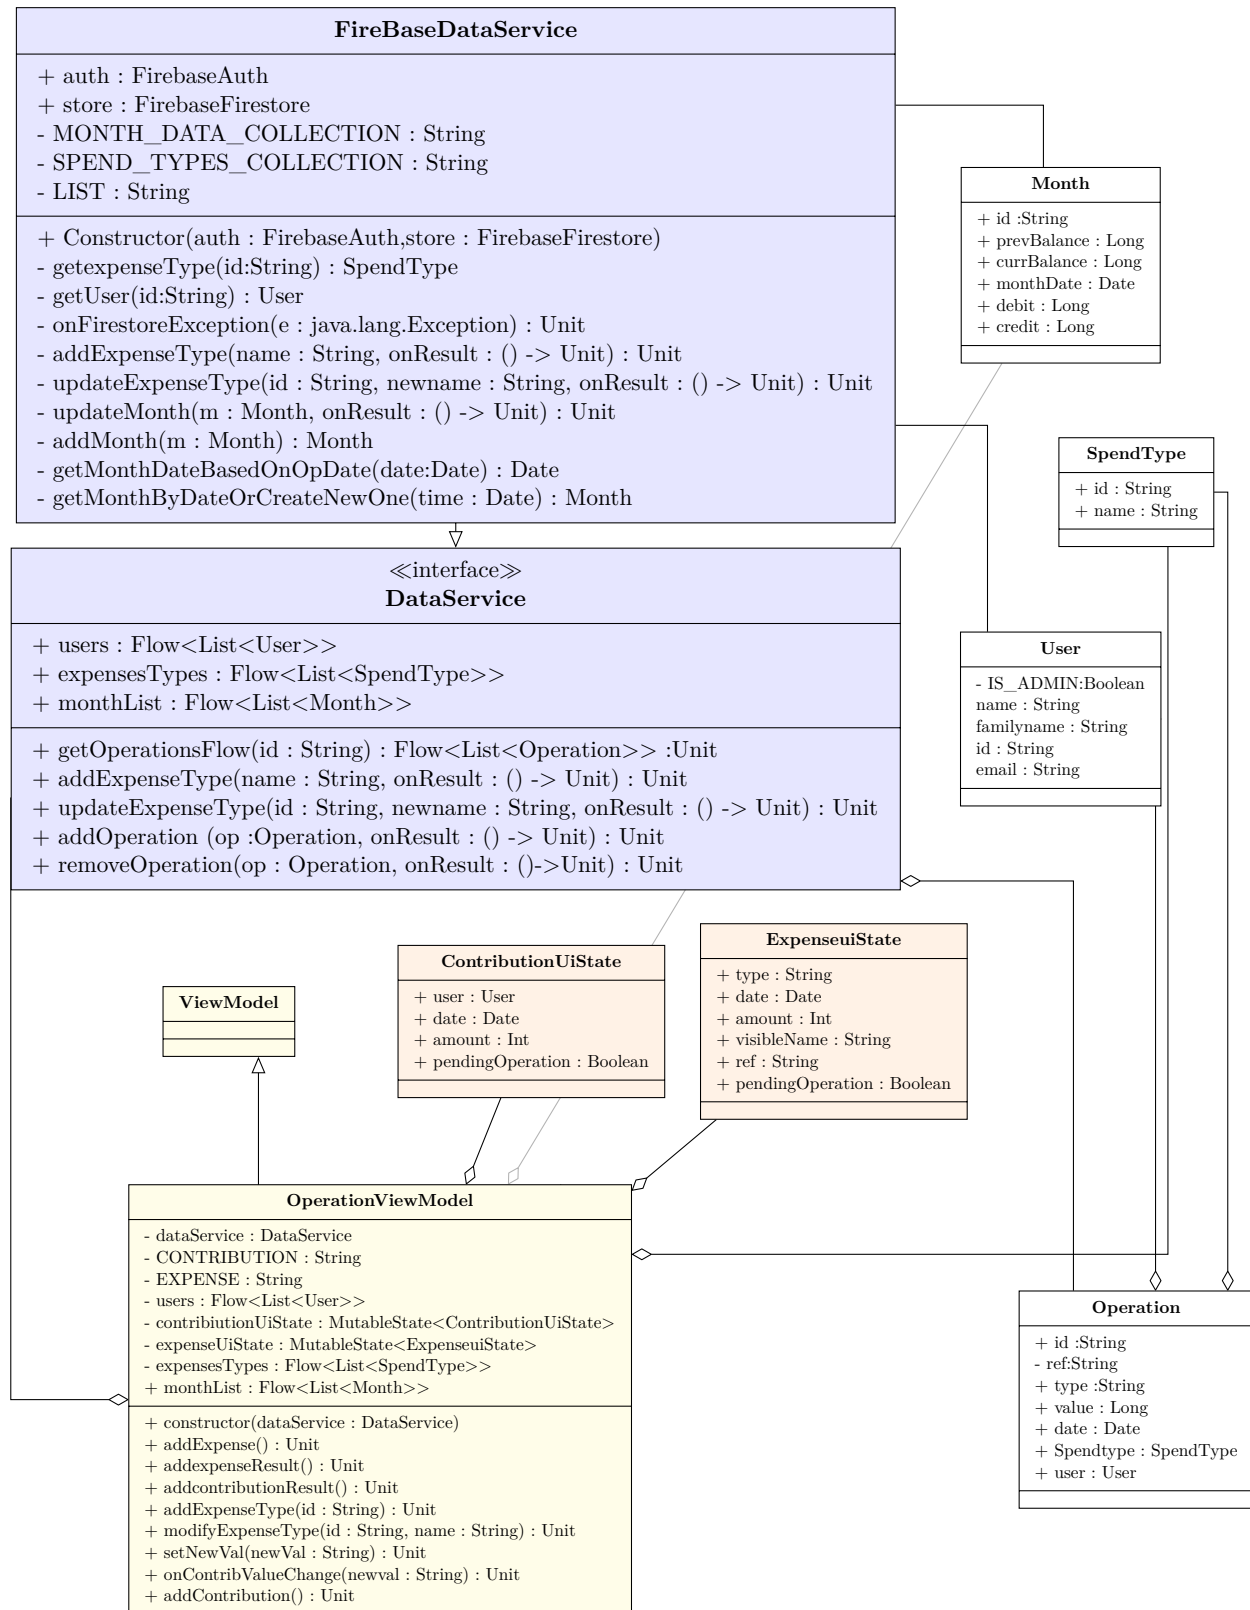 FireBaseDataService
+ auth : FirebaseAuth
+ store : FirebaseFirestore
- MONTH_DATA_COLLECTION : String
- SPEND_TYPES_COLLECTION : String
- LIST : String
+ Constructor(auth : FirebaseAuth,store : FirebaseFirestore)
- getexpenseType(id:String) : SpendType
- getUser(id:String) : User
- onFirestoreException(e : java.lang.Exception) : Unit
- addExpenseType(name : String, onResult : () -> Unit) : Unit
- updateExpenseType(id : String, newname : String, onResult : () -> Unit) : Unit
- updateMonth(m : Month, onResult : () -> Unit) : Unit
- addMonth(m : Month) : Month
- getMonthDateBasedOnOpDate(date:Date) : Date
- getMonthByDateOrCreateNewOne(time : Date) : Month
Month
+ id :String
+ prevBalance : Long
+ currBalance : Long
+ monthDate : Date
+ debit : Long
+ credit : Long
SpendType
+ id : String
+ name : String
≪interface≫
DataService
+ users : Flow<List<User>>
+ expensesTypes : Flow<List<SpendType>>
+ monthList : Flow<List<Month>>
+ getOperationsFlow(id : String) : Flow<List<Operation>> :Unit
+ addExpenseType(name : String, onResult : () -> Unit) : Unit
+ updateExpenseType(id : String, newname : String, onResult : () -> Unit) : Unit
+ addOperation (op :Operation, onResult : () -> Unit) : Unit
+ removeOperation(op : Operation, onResult : ()->Unit) : Unit
User
- IS_ADMIN:Boolean
name : String
familyname : String
id : String
email : String
ViewModel
ContributionUiState
+ user : User
+ date : Date
+ amount : Int
+ pendingOperation : Boolean
ExpenseuiState
+ type : String
+ date : Date
+ amount : Int
+ visibleName : String
+ ref : String
+ pendingOperation : Boolean
OperationViewModel
- dataService : DataService
- CONTRIBUTION : String
- EXPENSE : String
- users : Flow<List<User>>
- contribiutionUiState : MutableState<ContributionUiState>
- expenseUiState : MutableState<ExpenseuiState>
- expensesTypes : Flow<List<SpendType>>
+ monthList : Flow<List<Month>>
+ constructor(dataService : DataService)
+ addExpense() : Unit
+ addexpenseResult() : Unit
+ addcontributionResult() : Unit
+ addExpenseType(id : String) : Unit
+ modifyExpenseType(id : String, name : String) : Unit
+ setNewVal(newVal : String) : Unit
+ onContribValueChange(newval : String) : Unit
+ addContribution() : Unit
Operation
+ id :String
- ref:String
+ type :String
+ value : Long
+ date : Date
+ Spendtype : SpendType
+ user : User